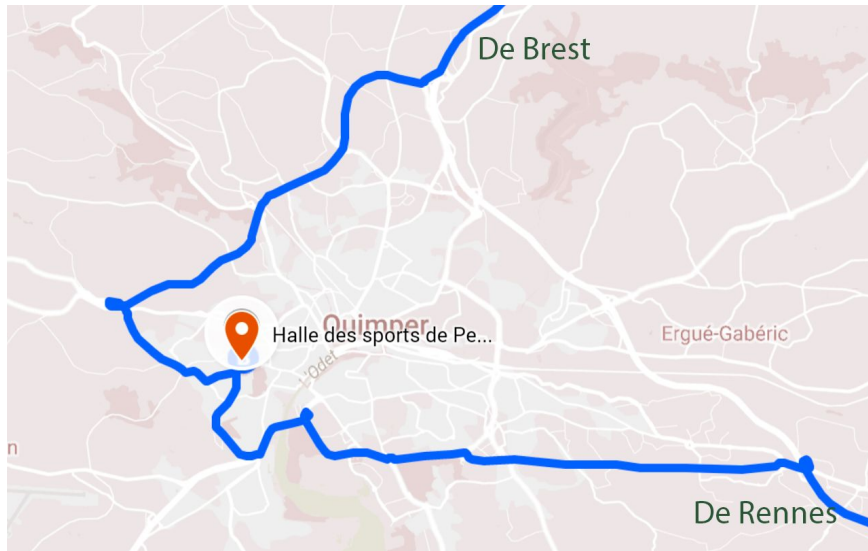 De Brest
Quimper
Halle des sports de Pe...
Ergué-Gabéric
L'Odet
n
De Rennes